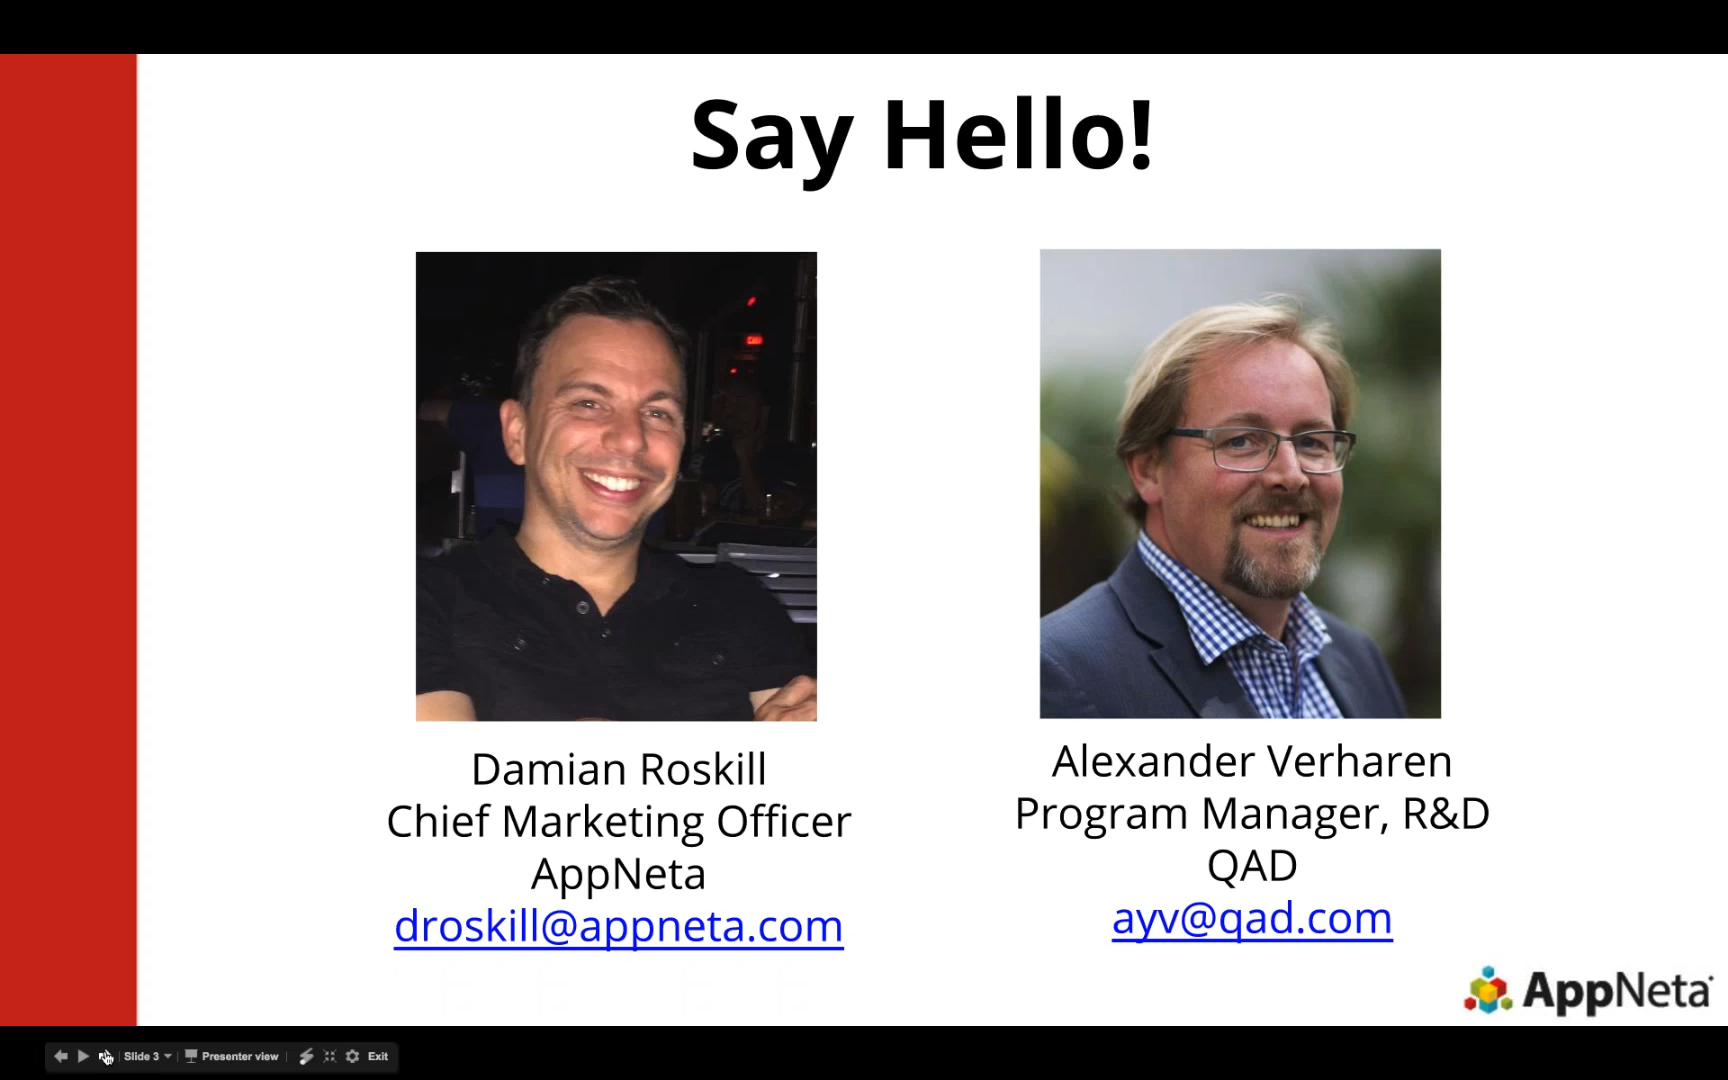 Say Hello!
Damian Roskill
Chief Marketing Officer
AppNeta
droskill@appneta.com
Alexander Verharen
Program Manager, R&D
QAD
ayv@qad.com
AppNeta
Slide 3
Presenter view
Exit